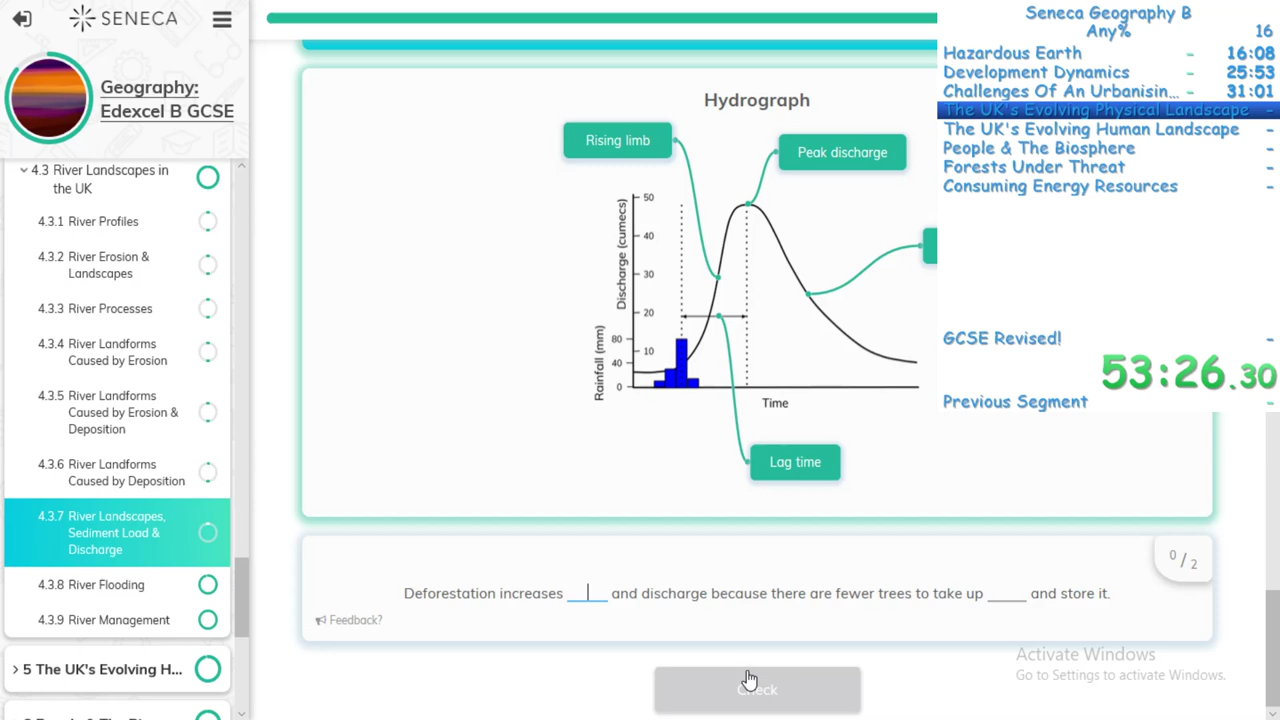 SENECA
Geography:
Edexcel B GCSE
4.3 River Landscapes in
the UK
4.3.1 River Profiles
4.3.2 River Erosion &
Landscapes
4.3.3 River Processes
4.3.4 River Landforms
Caused by Erosion
4.3.5 River Landforms
Caused by Erosion &
Deposition
4.3.6 River Landforms
Caused by Deposition
4.3.7 River Landscapes,
Sediment Load &
Discharge
4.3.8 River Flooding
4.3.9 River Management
5 The UK's Evolving H...
Hydrograph
Rising limb
Peak discharge
Discharge (cumecs)
50
40
30
20
10
Rainfall (mm)
80
40
0
Time
Lag time
0 / 2
Deforestation increases _____ and discharge because there are fewer trees to take up _____ and store it.
Feedback?
Check
Activate Windows
Go to Settings to activate Windows.
Seneca Geography B
Any% 16
Hazardous Earth - 16:08
Development Dynamics - 25:53
Challenges Of An Urbanisin... - 31:01
The UK's Evolving Physical Landscape -
The UK's Evolving Human Landscape -
People & The Biosphere -
Forests Under Threat -
Consuming Energy Resources -
GCSE Revised! -
53:26.30
Previous Segment -